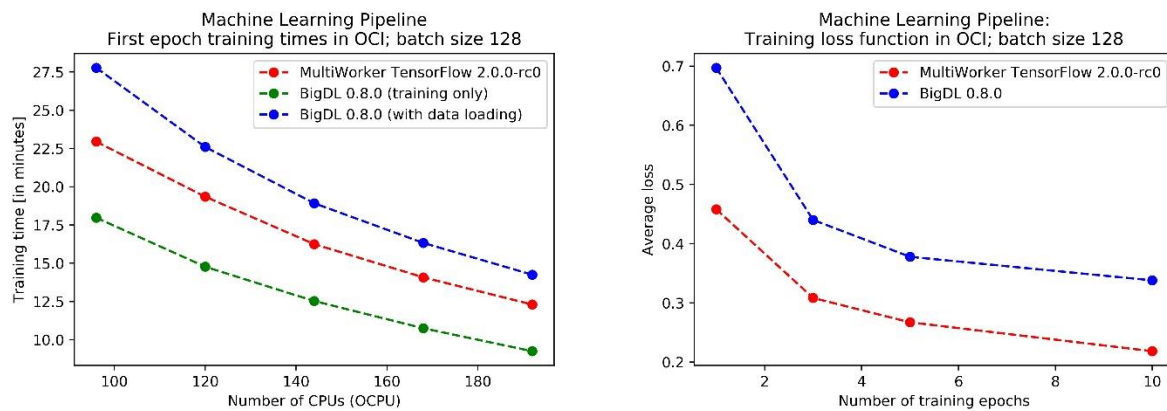 Machine Learning Pipeline
First epoch training times in OCI; batch size 128
MultiWorker TensorFlow 2.0.0-rc0
BigDL 0.8.0 (training only)
BigDL 0.8.0 (with data loading)
27.5
25.0
22.5
20.0
17.5
15.0
12.5
10.0
Training time [in minutes]
100
120
140
160
180
Number of CPUs (OCPU)
Machine Learning Pipeline:
Training loss function in OCI; batch size 128
MultiWorker TensorFlow 2.0.0-rc0
BigDL 0.8.0
0.7
0.6
0.5
0.4
0.3
0.2
Average loss
2
4
6
8
10
Number of training epochs